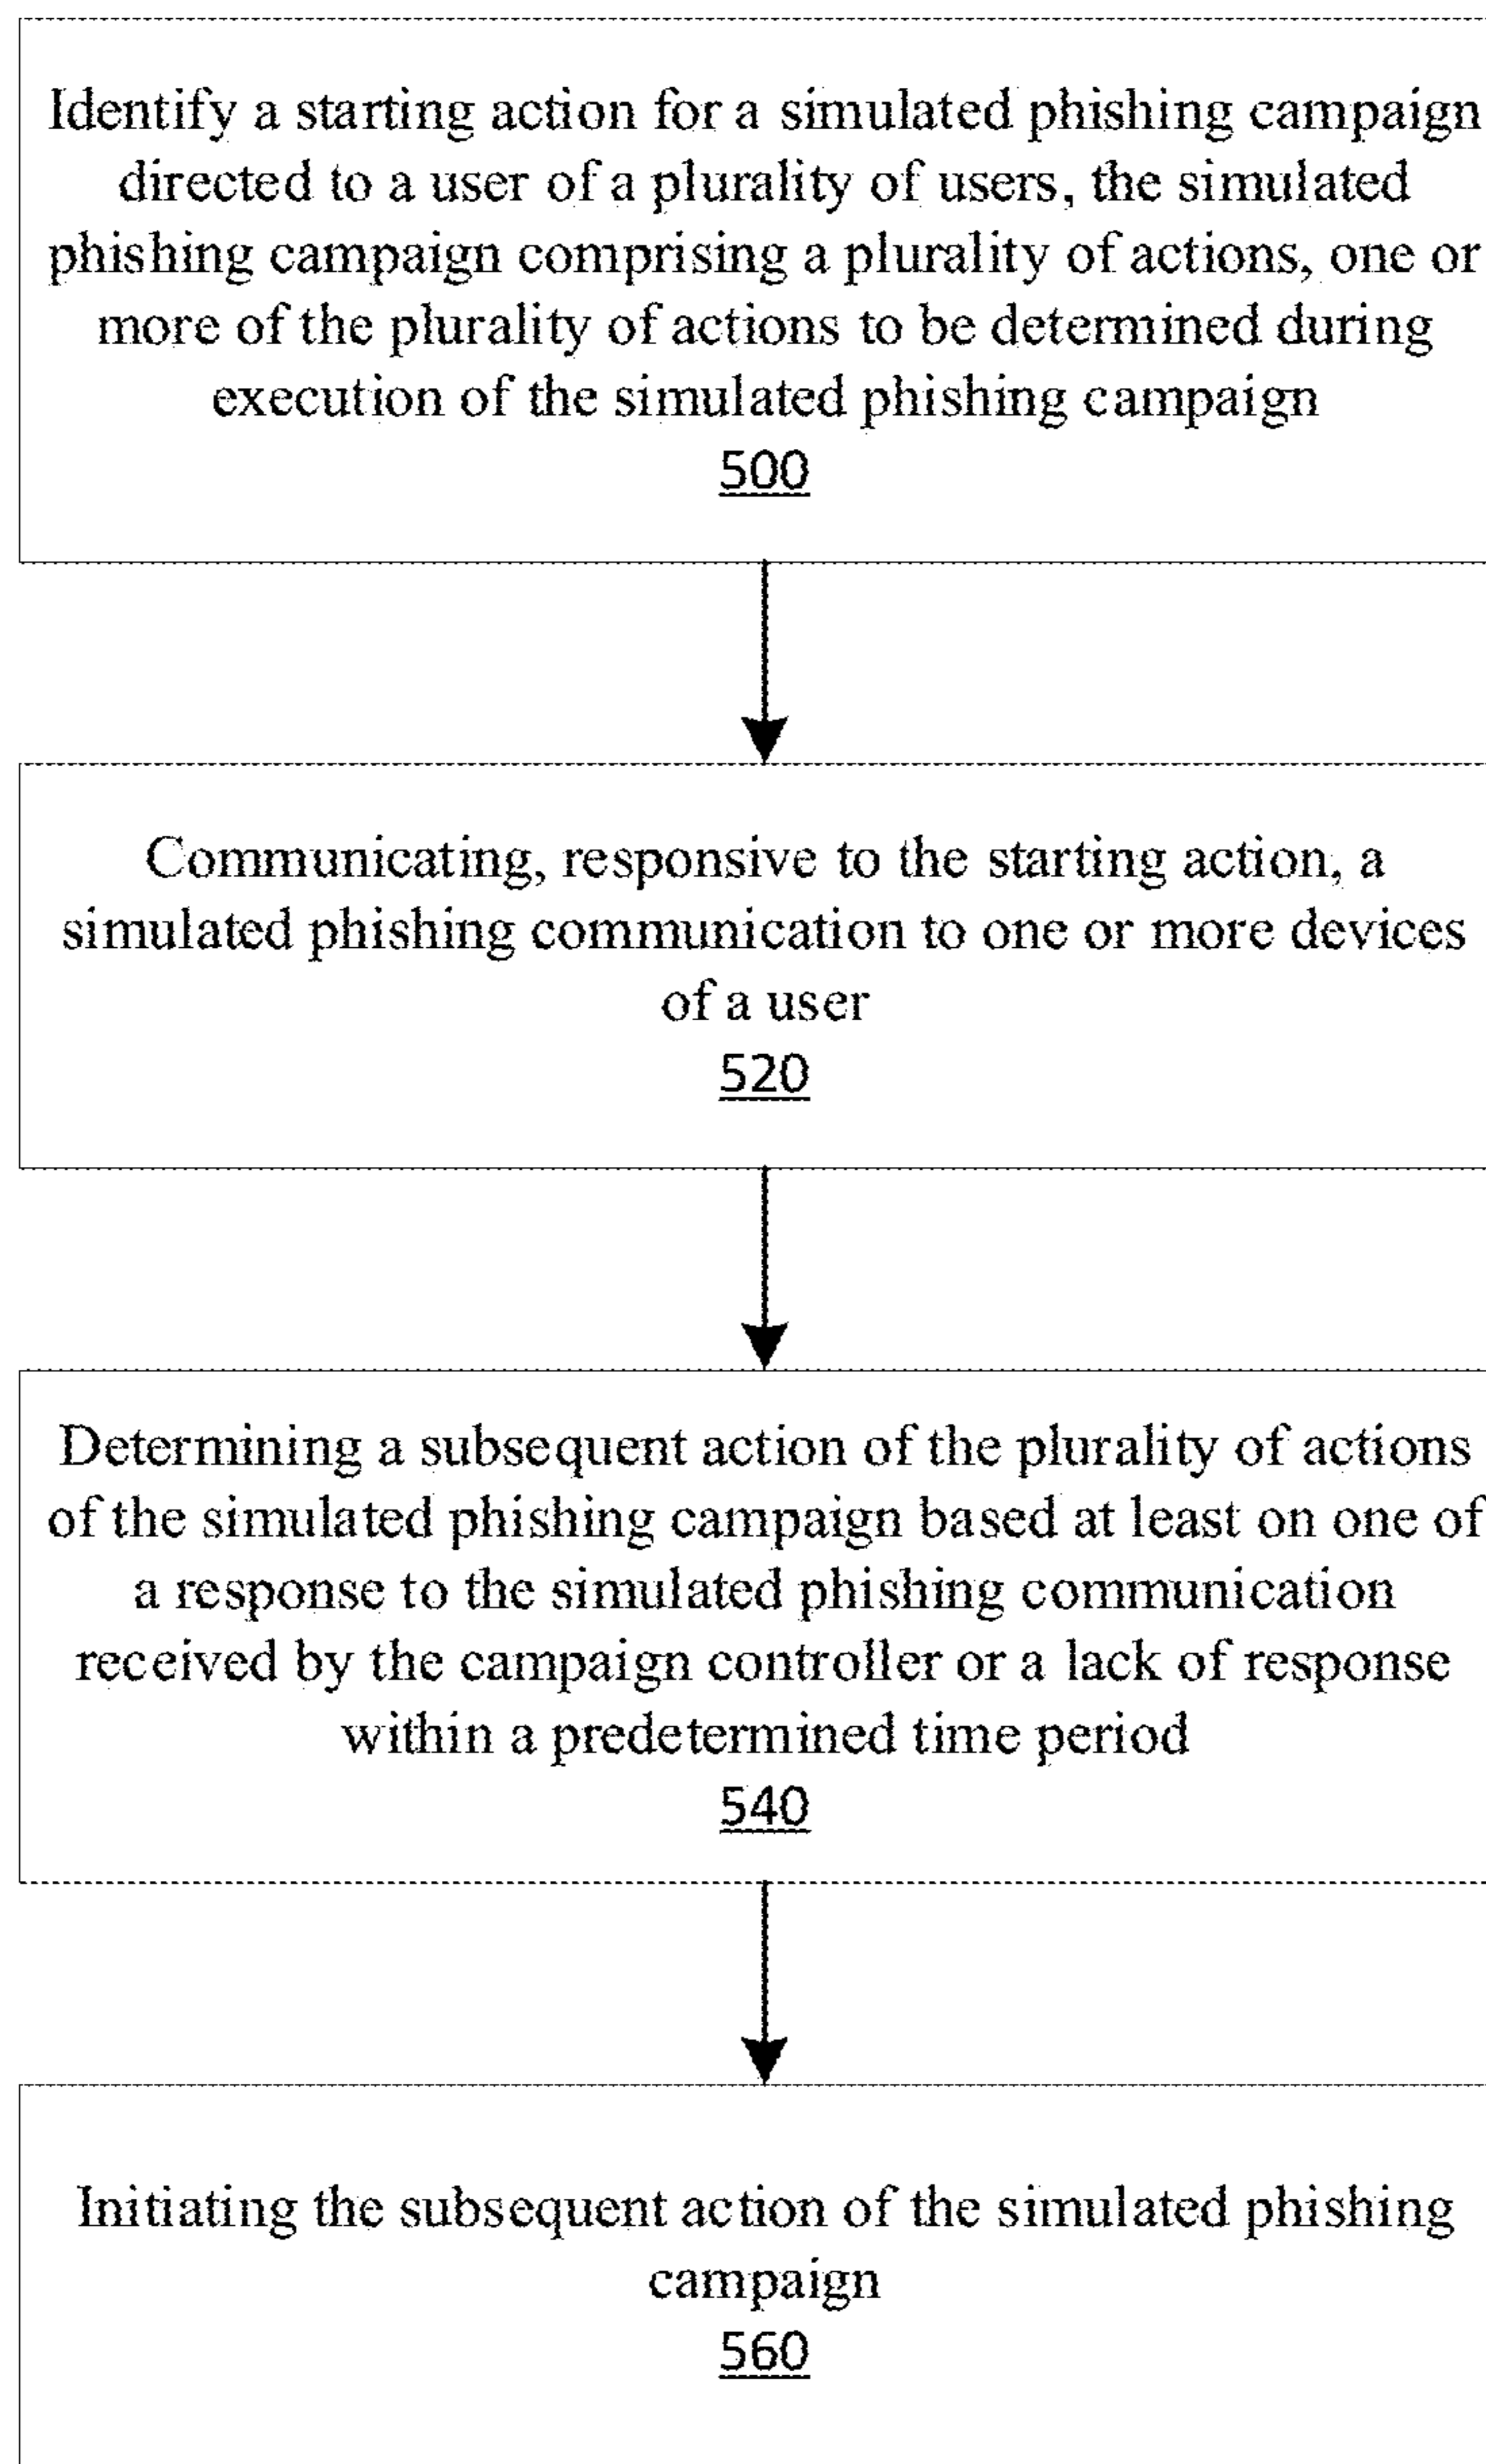 Identify a starting action for a simulated phishing campaign
directed to a user of a plurality of users, the simulated
phishing campaign comprising a plurality of actions, one or
more of the plurality of actions to be determined during
execution of the simulated phishing campaign
500
Communicating, responsive to the starting action, a
simulated phishing communication to one or more devices
of a user
520
Determining a subsequent action of the plurality of actions
of the simulated phishing campaign based at least on one of
a response to the simulated phishing communication
received by the campaign controller or a lack of response
within a predetermined time period
540
Initiating the subsequent action of the simulated phishing
campaign
560